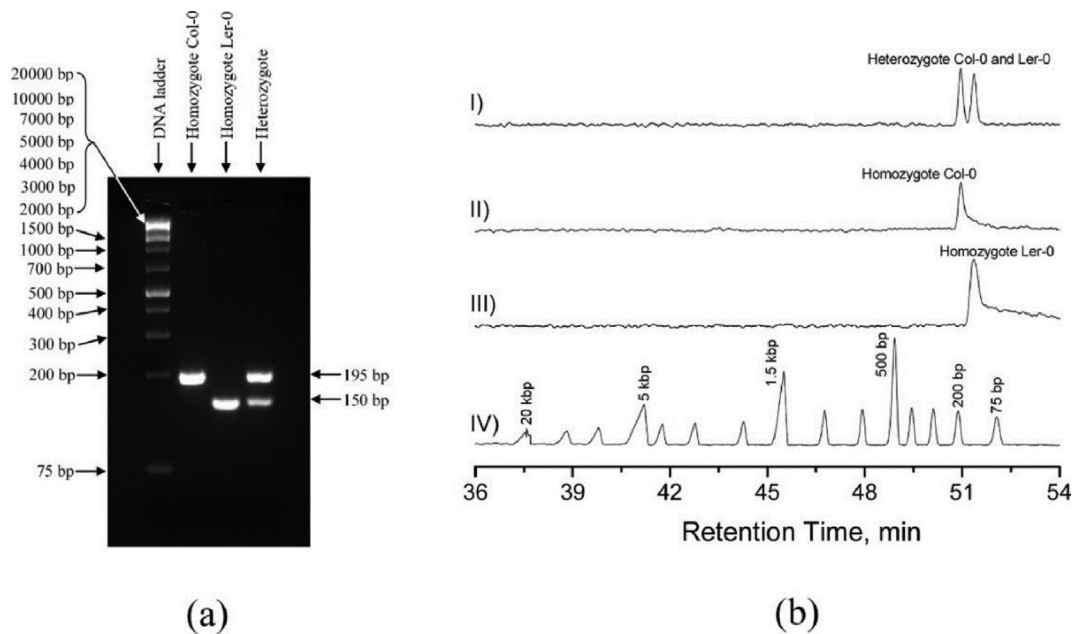 20000 bp
10000 bp
7000 bp
5000 bp
4000 bp
3000 bp
2000 bp
1500 bp
1000 bp
700 bp
500 bp
400 bp
300 bp
200 bp
75 bp
DNA ladder
Homozygote Col-0
Homozygote Ler-0
Heterozygote
195 bp
150 bp
(a)
Heterozygote Col-0 and Ler-0
I)
Homozygote Col-0
II)
Homozygote Ler-0
III)
IV)
20 kbp
5 kbp
1.5 kbp
500 bp
200 bp
75 bp
36 39 42 45 48 51 54
Retention Time, min
(b)